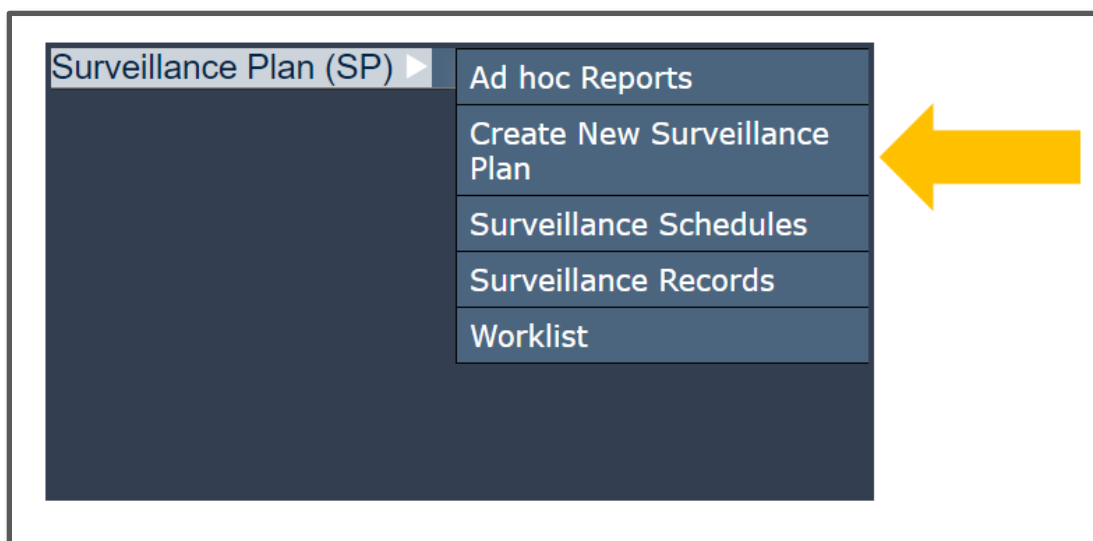 Surveillance Plan (SP)
Ad hoc Reports
Create New Surveillance
Plan
Surveillance Schedules
Surveillance Records
Worklist